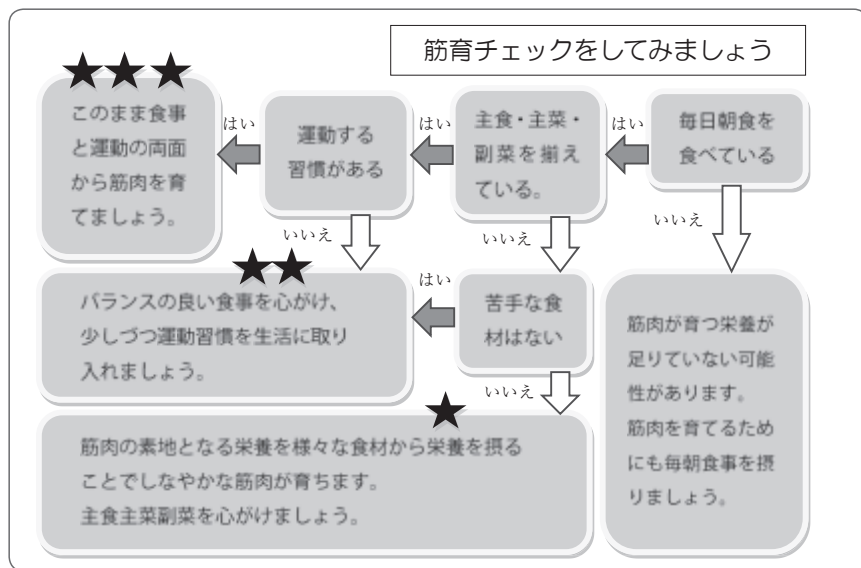 筋育チェックをしてみましょう
毎日朝食を
食べている
はい
いいえ
主食・主菜・
副菜を揃え
ている。
はい
いいえ
運動する
習慣がある
はい
いいえ
このまま食事
と運動の両面
から筋肉を育
てましょう。
苦手な食
材はない
はい
いいえ
バランスの良い食事を心がけ、
少しづつ運動習慣を生活に取り
入れましょう。
筋肉の素地となる栄養を様々な食材から栄養を摂る
ことでしなやかな筋肉が育ちます。
主食主菜副菜を心がけましょう。
筋肉が育つ栄養が
足りていない可能
性があります。
筋肉を育てるため
にも毎朝食事を摂
りましょう。